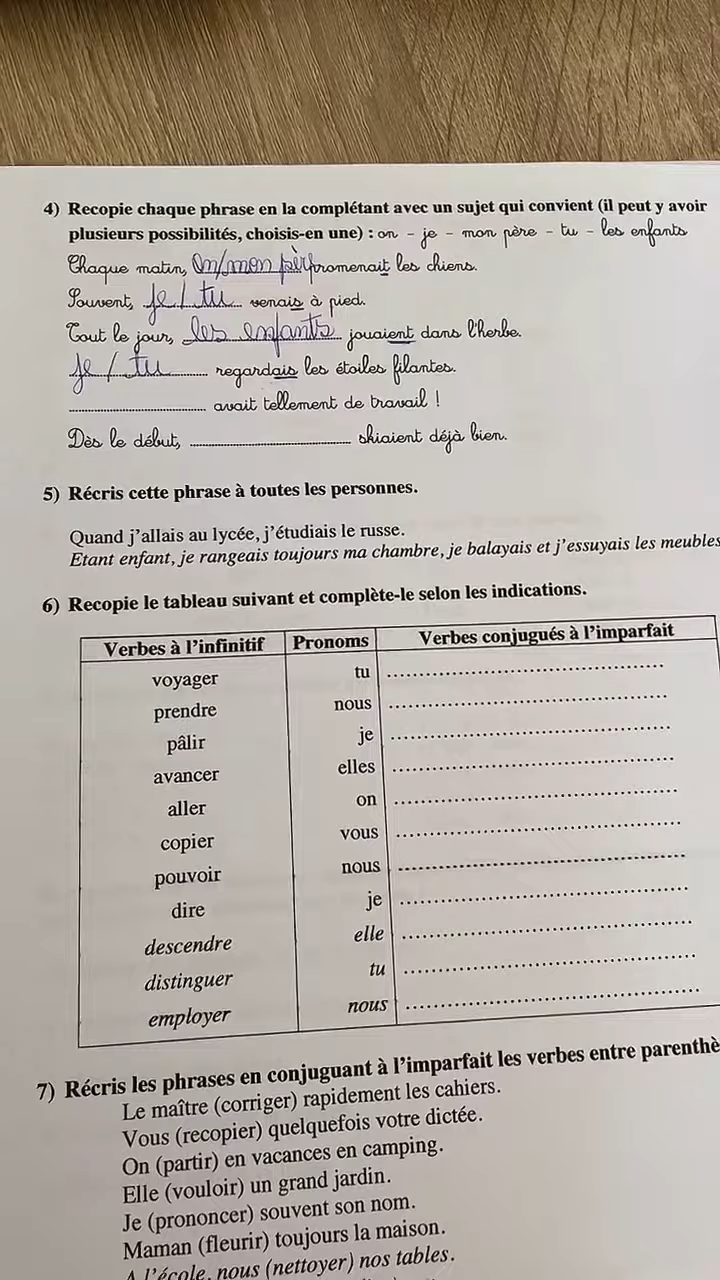 4) Recopie chaque phrase en la complétant avec un sujet qui convient (il peut y avoir
plusieurs possibilités, choisis-en une) : on - je - mon père - tu - les enfants
Chaque matin, On/mon père promenait les chiens.
Souvent, je / tu venais à pied.
Tout le jour, les enfants jouaient dans l'herbe.
je / tu regardais les étoiles filantes.
avait tellement de travail !
Dès le début, skiaient déjà bien.
5) Récris cette phrase à toutes les personnes.
Quand j'allais au lycée, j'étudiais le russe.
Etant enfant, je rangeais toujours ma chambre, je balayais et j'essuyais les meubles
6) Recopie le tableau suivant et complète-le selon les indications.
Verbes à l'infinitif Pronoms Verbes conjugués à l'imparfait
voyager tu
prendre nous
pâlir je
avancer elles
aller on
copier vous
pouvoir nous
dire je
descendre elle
distinguer tu
employer nous
7) Récris les phrases en conjuguant à l'imparfait les verbes entre parenthè
Le maître (corriger) rapidement les cahiers.
Vous (recopier) quelquefois votre dictée.
On (partir) en vacances en camping.
Elle (vouloir) un grand jardin.
Je (prononcer) souvent son nom.
Maman (fleurir) toujours la maison.
A l'école, nous (nettoyer) nos tables.